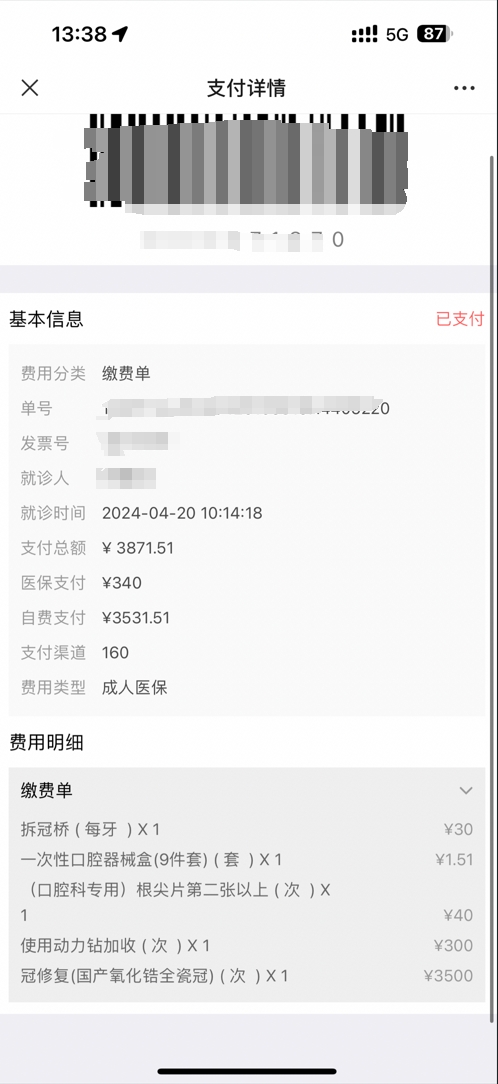 13:38
5G 87
支付详情
0
基本信息
已支付
费用分类 缴费单
单号
发票号
就诊人
就诊时间 2024-04-20 10:14:18
支付总额 ¥ 3871.51
医保支付 ¥340
自费支付 ¥3531.51
支付渠道 160
费用类型 成人医保
费用明细
缴费单
拆冠桥 ( 每牙 ) X 1 ¥30
一次性口腔器械盒(9件套) ( 套 ) X 1 ¥1.51
（口腔科专用）根尖片第二张以上 ( 次 ) X
1 ¥40
使用动力钻加收 ( 次 ) X 1 ¥300
冠修复(国产氧化锆全瓷冠) ( 次 ) X 1 ¥3500